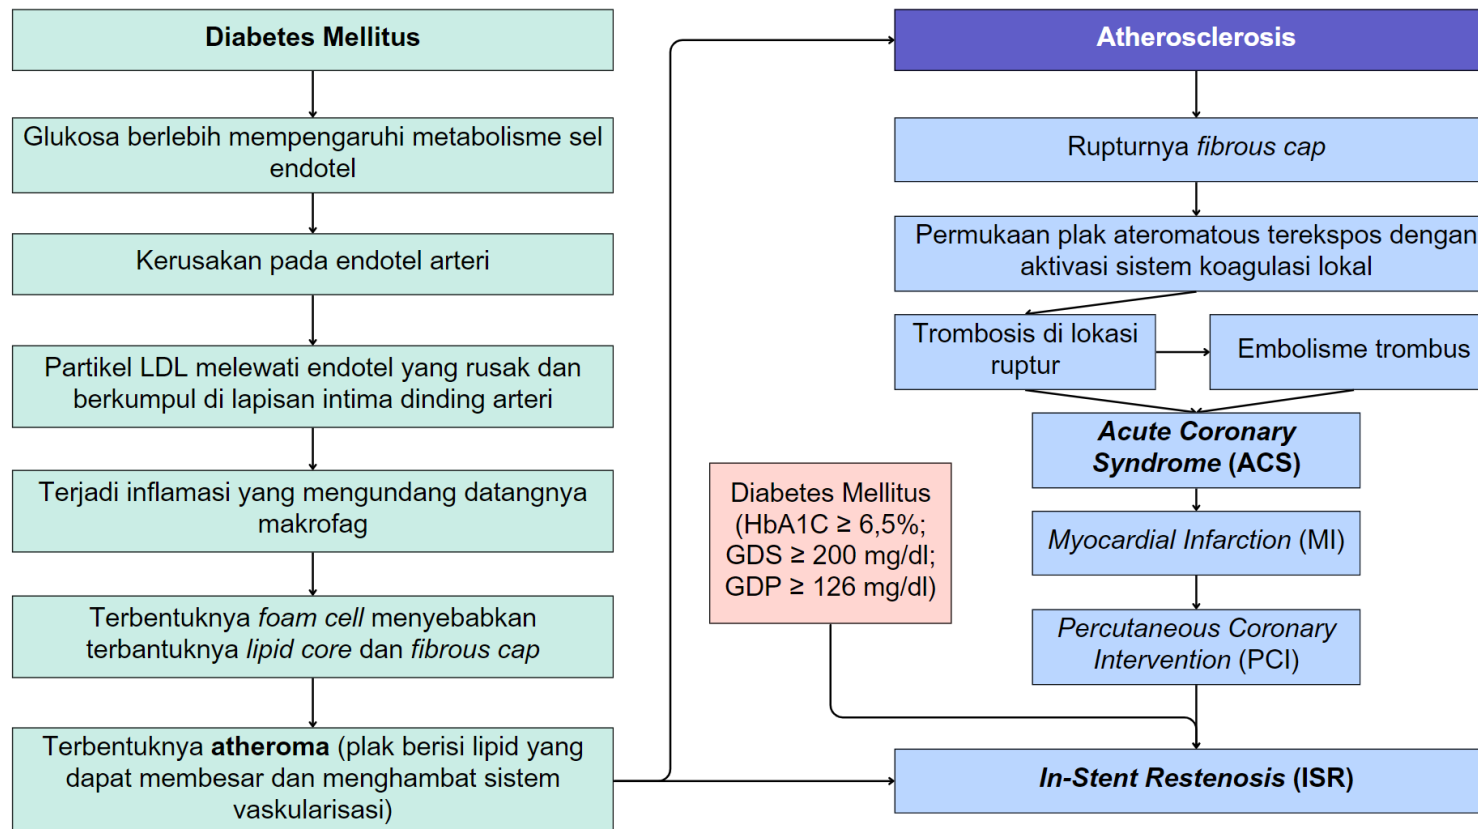 Diabetes Mellitus
Glukosa berlebih mempengaruhi metabolisme sel
endotel
Kerusakan pada endotel arteri
Partikel LDL melewati endotel yang rusak dan
berkumpul di lapisan intima dinding arteri
Terjadi inflamasi yang mengundang datangnya
makrofag
Terbentuknya foam cell menyebabkan
terbantuknya lipid core dan fibrous cap
Terbentuknya atheroma (plak berisi lipid yang
dapat membesar dan menghambat sistem
vaskularisasi)
Diabetes Mellitus
(HbA1C ≥ 6,5%;
GDS ≥ 200 mg/dl;
GDP ≥ 126 mg/dl)
Atherosclerosis
Rupturnya fibrous cap
Permukaan plak ateromatous terekspos dengan
aktivasi sistem koagulasi lokal
Trombosis di lokasi
ruptur
Embolisme trombus
Acute Coronary
Syndrome (ACS)
Myocardial Infarction (MI)
Percutaneous Coronary
Intervention (PCI)
In-Stent Restenosis (ISR)